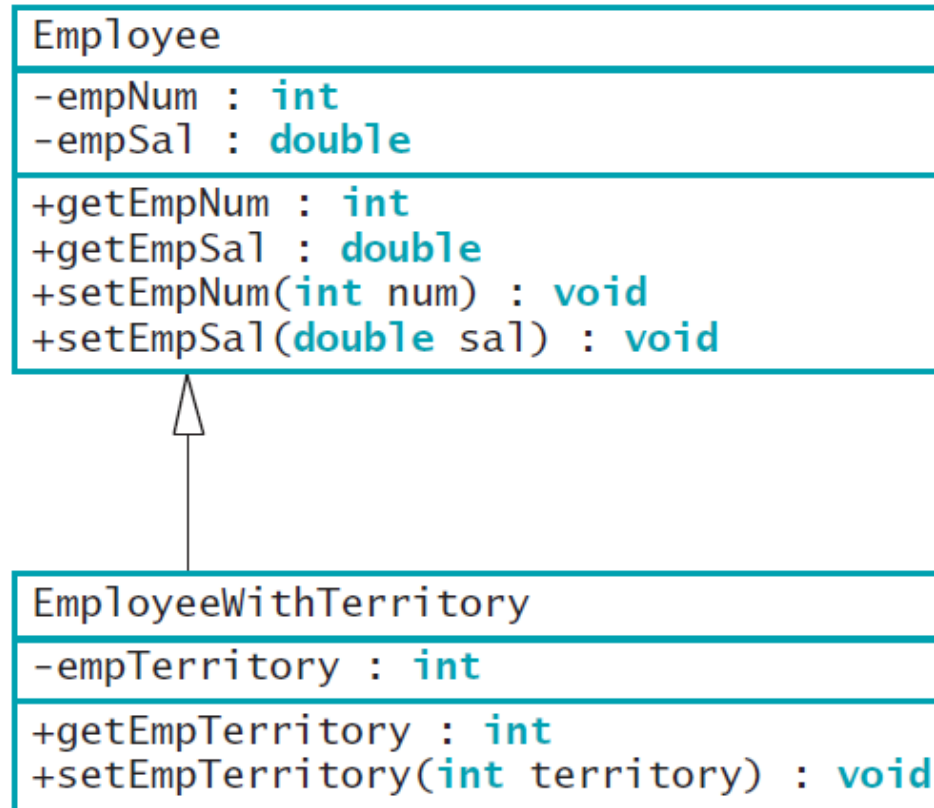 Employee
-empNum : int
-empSal : double
+getEmpNum : int
+getEmpSal : double
+setEmpNum(int num) : void
+setEmpSal(double sal) : void
EmployeeWithTerritory
-empTerritory : int
+getEmpTerritory : int
+setEmpTerritory(int territory) : void